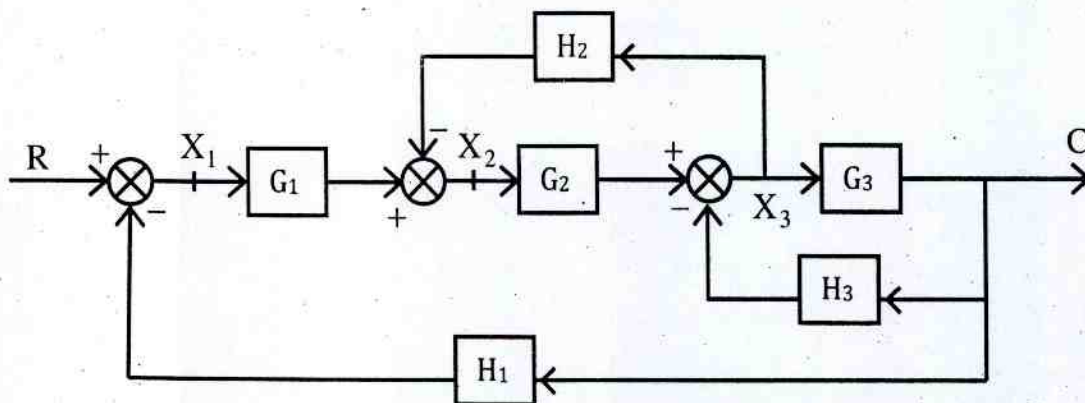 H2
R + X1 G1 − X2 G2 + X3 G3 C
−
+
−
H3
H1